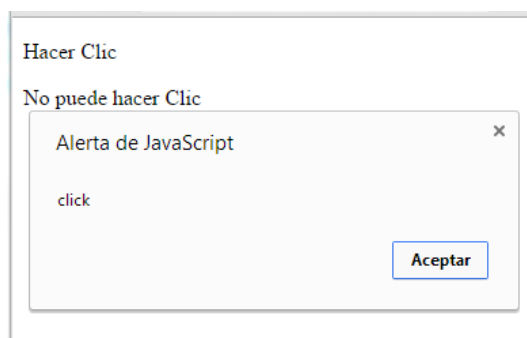 Hacer Clic
No puede hacer Clic
Alerta de JavaScript
click
Aceptar